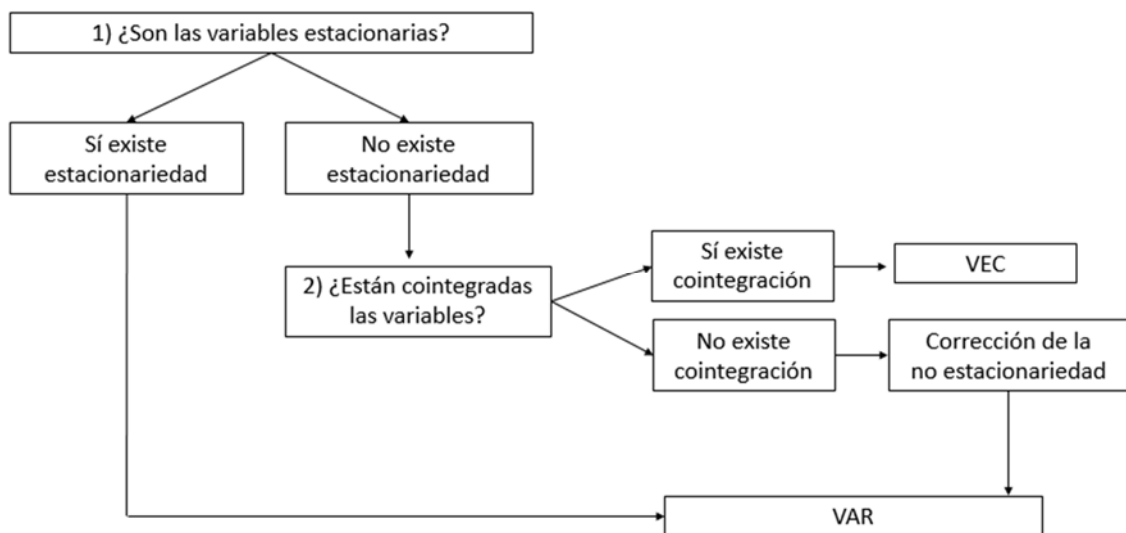 1) ¿Son las variables estacionarias?
Sí existe
estacionariedad
No existe
estacionariedad
2) ¿Están cointegradas
las variables?
Sí existe
cointegración
VEC
No existe
cointegración
Corrección de la
no estacionariedad
VAR